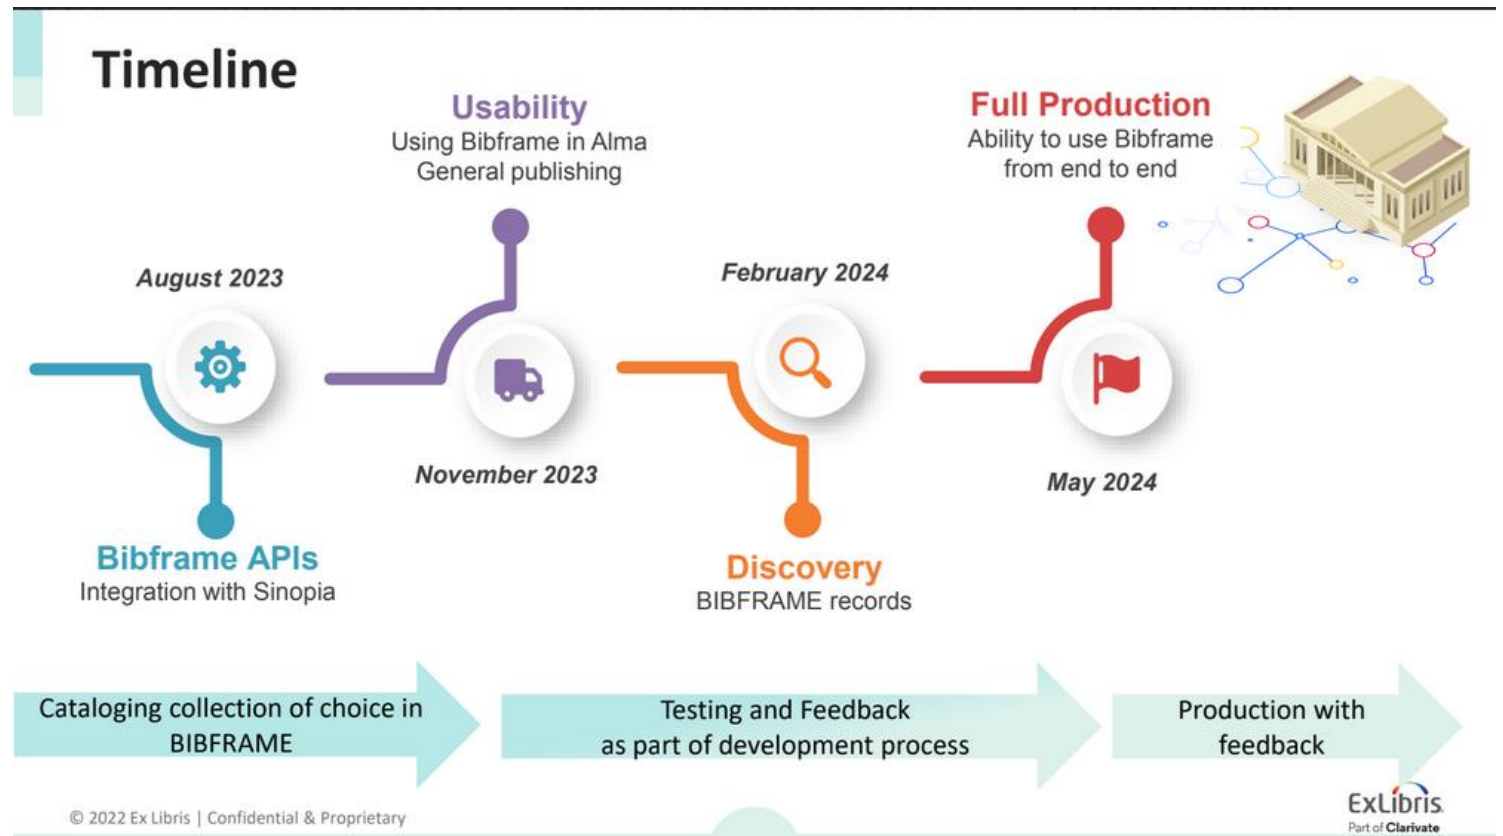 Timeline
Usability
Using Bibframe in Alma
General publishing
Full Production
Ability to use Bibframe
from end to end
August 2023
February 2024
November 2023
May 2024
Bibframe APIs
Integration with Sinopia
Discovery
BIBFRAME records
Cataloging collection of choice in
BIBFRAME
Testing and Feedback
as part of development process
Production with
feedback
© 2022 Ex Libris | Confidential & Proprietary
ExLibris
Part of Clarivate